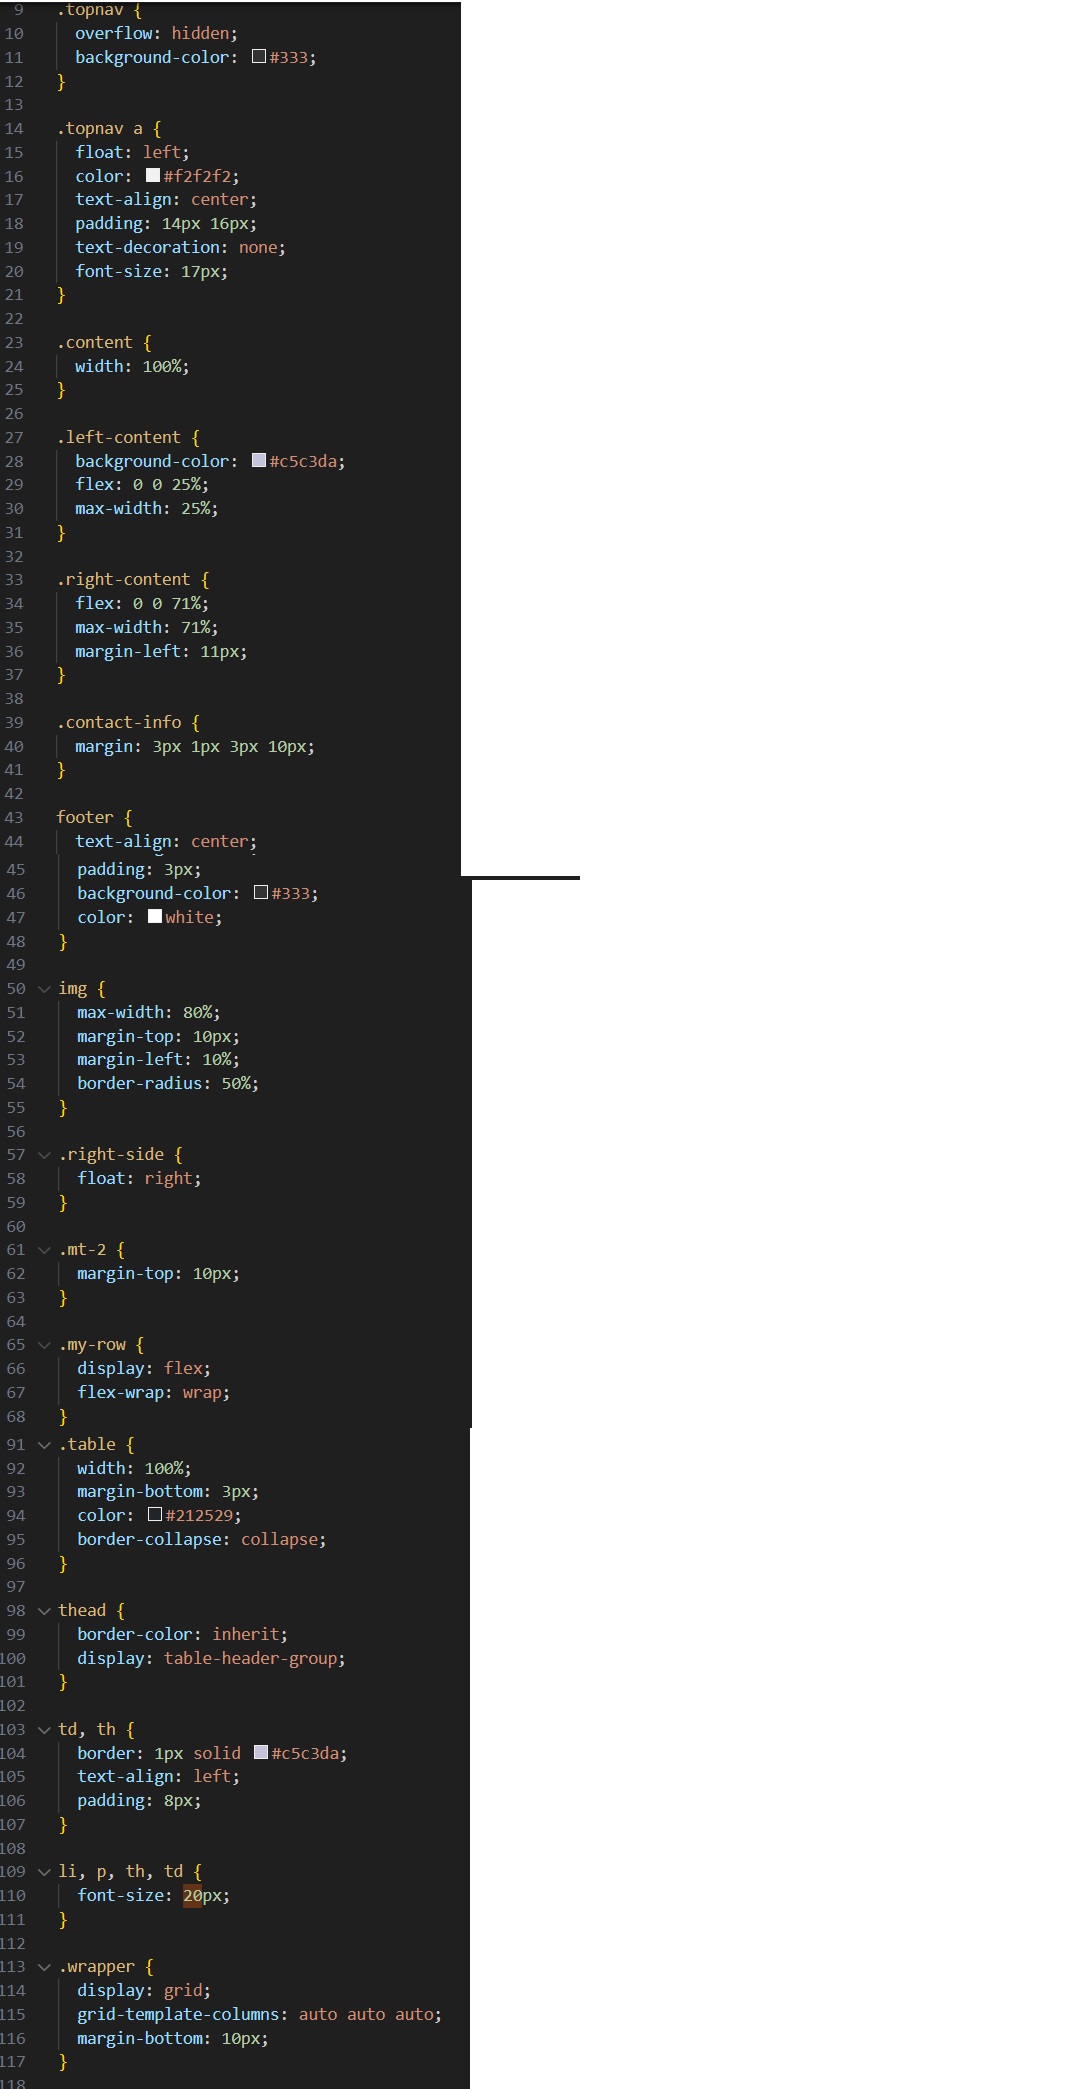 9 .topnav {
10 overflow: hidden;
11 background-color: #333;
12 }
13
14 .topnav a {
15 float: left;
16 color: #f2f2f2;
17 text-align: center;
18 padding: 14px 16px;
19 text-decoration: none;
20 font-size: 17px;
21 }
22
23 .content {
24 width: 100%;
25 }
26
27 .left-content {
28 background-color: #c5c3da;
29 flex: 0 0 25%;
30 max-width: 25%;
31 }
32
33 .right-content {
34 flex: 0 0 71%;
35 max-width: 71%;
36 margin-left: 11px;
37 }
38
39 .contact-info {
40 margin: 3px 1px 3px 10px;
41 }
42
43 footer {
44 text-align: center;
45 padding: 3px;
46 background-color: #333;
47 color: white;
48 }
49
50 img {
51 max-width: 80%;
52 margin-top: 10px;
53 margin-left: 10%;
54 border-radius: 50%;
55 }
56
57 .right-side {
58 float: right;
59 }
60
61 .mt-2 {
62 margin-top: 10px;
63 }
64
65 .my-row {
66 display: flex;
67 flex-wrap: wrap;
68 }
91 .table {
92 width: 100%;
93 margin-bottom: 3px;
94 color: #212529;
95 border-collapse: collapse;
96 }
97
98 thead {
99 border-color: inherit;
100 display: table-header-group;
101 }
102
103 td, th {
104 border: 1px solid #c5c3da;
105 text-align: left;
106 padding: 8px;
107 }
108
109 li, p, th, td {
110 font-size: 20px;
111 }
112
113 .wrapper {
114 display: grid;
115 grid-template-columns: auto auto auto;
116 margin-bottom: 10px;
117 }
118